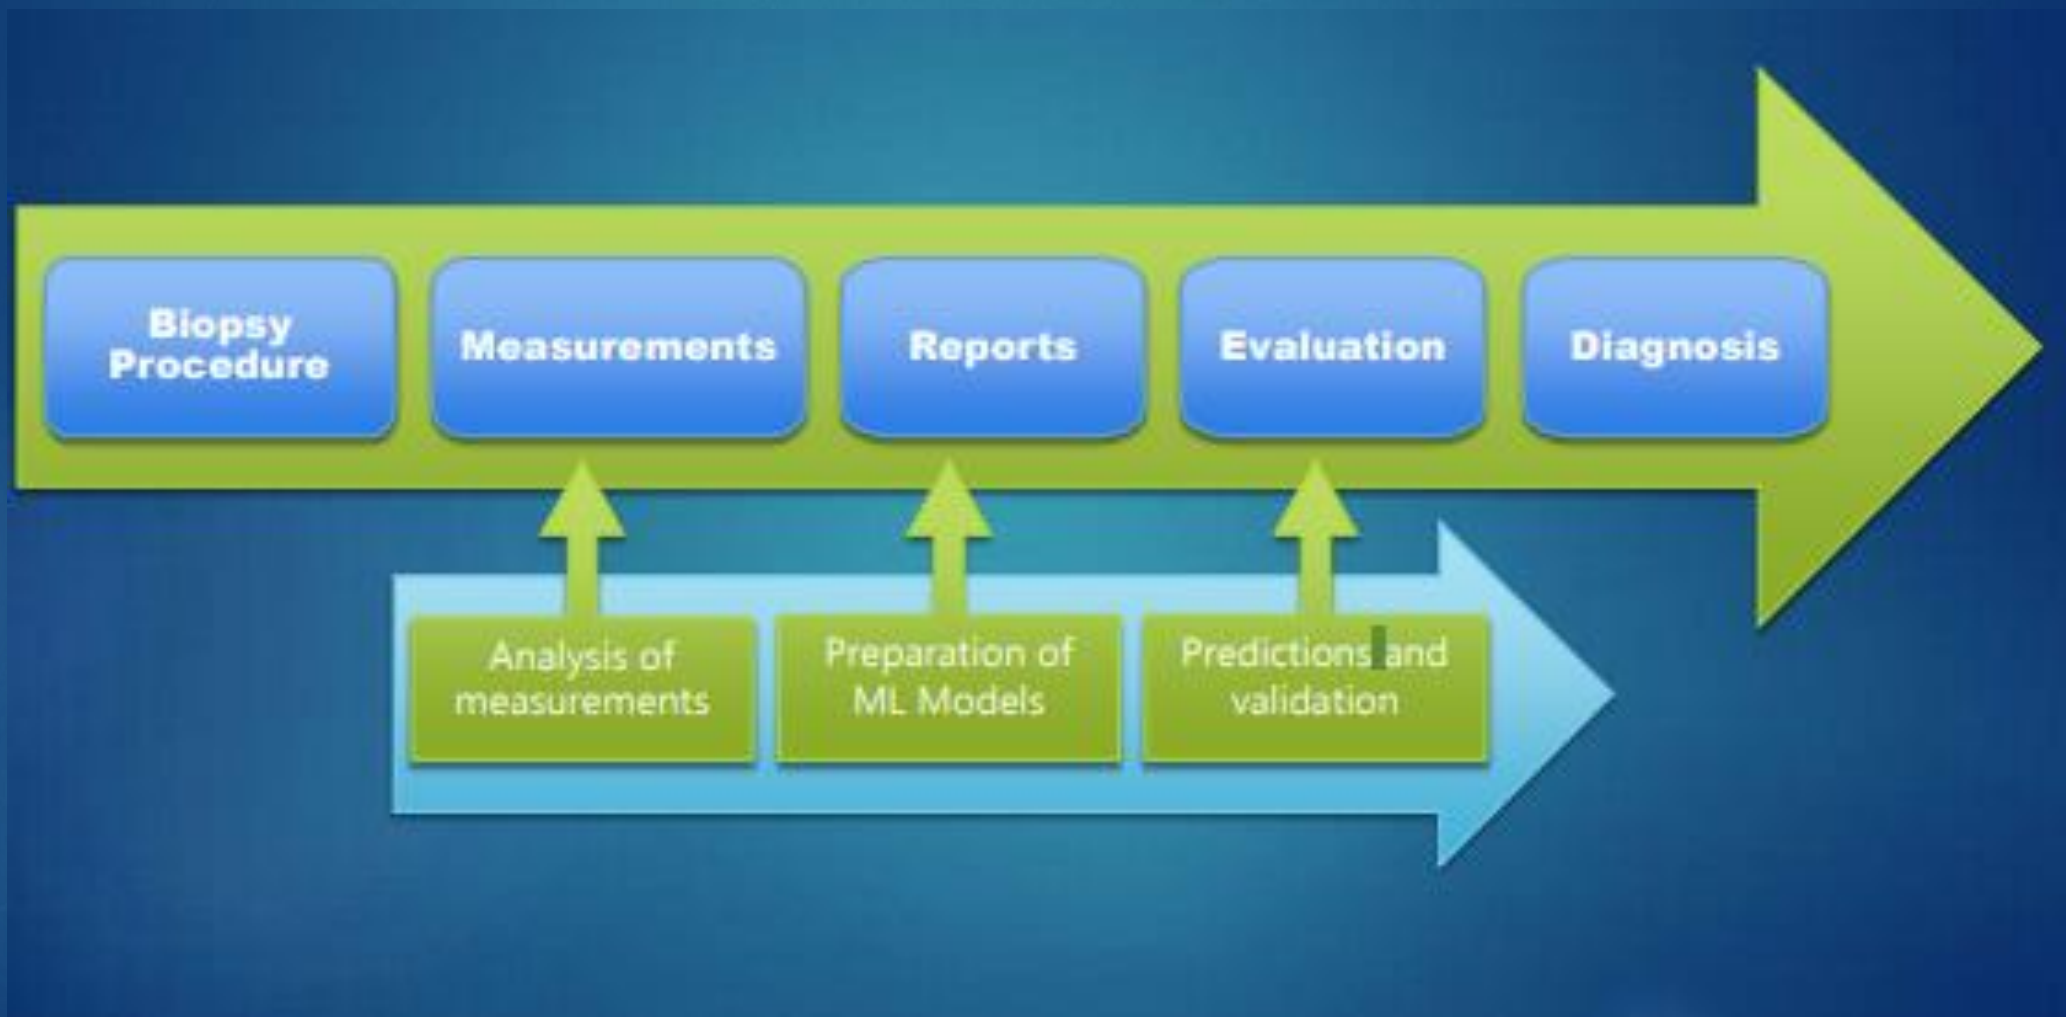 Biopsy
Procedure
Measurements
Reports
Evaluation
Diagnosis
Analysis of
measurements
Preparation of
ML Models
Predictions and
validation